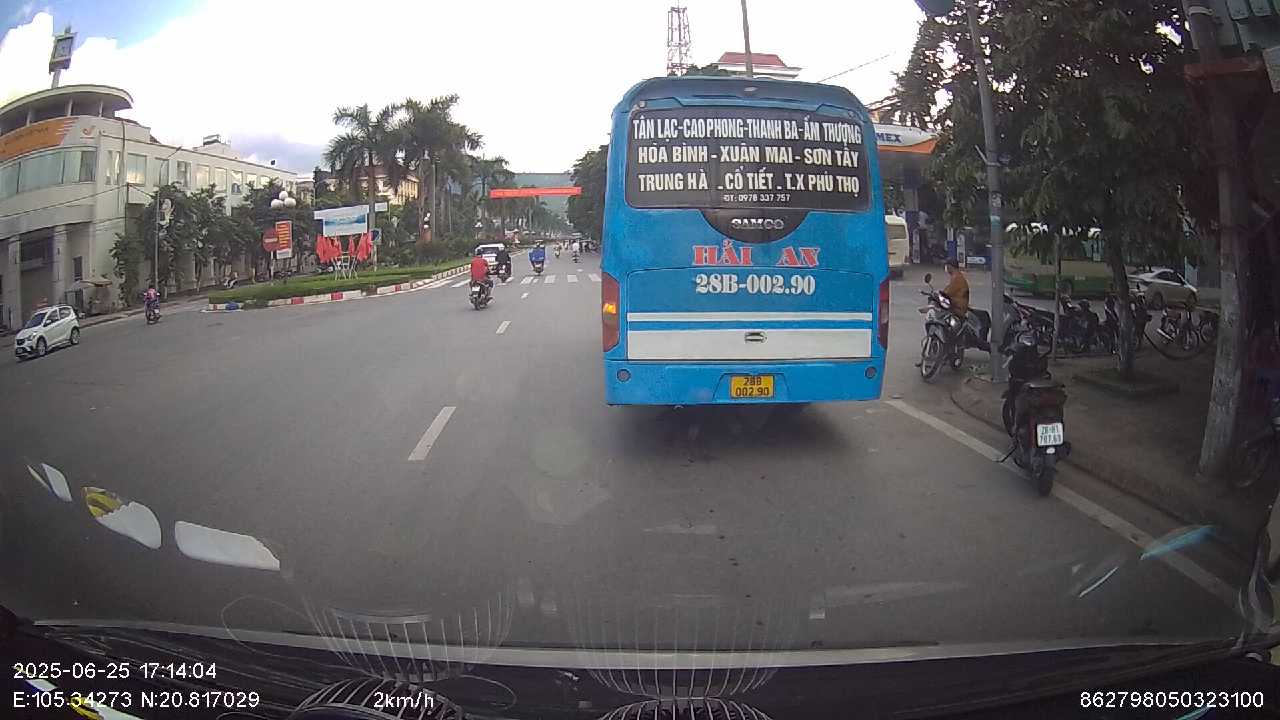 TÂN LẠC-CAO PHONG-THANH BA-ẤM THƯỢNG
HÒA BÌNH - XUÂN MAI - SƠN TÂY
TRUNG HÀ - CỔ TIẾT - T.X PHÚ THỌ
ĐT: 0978 337 757
SAMCO
HẢI AN
28B-002.90
28B
002.90
MEX
2025-06-25 17:14:04
E:105.34273 N:20.817029
2km/h
862798050323100